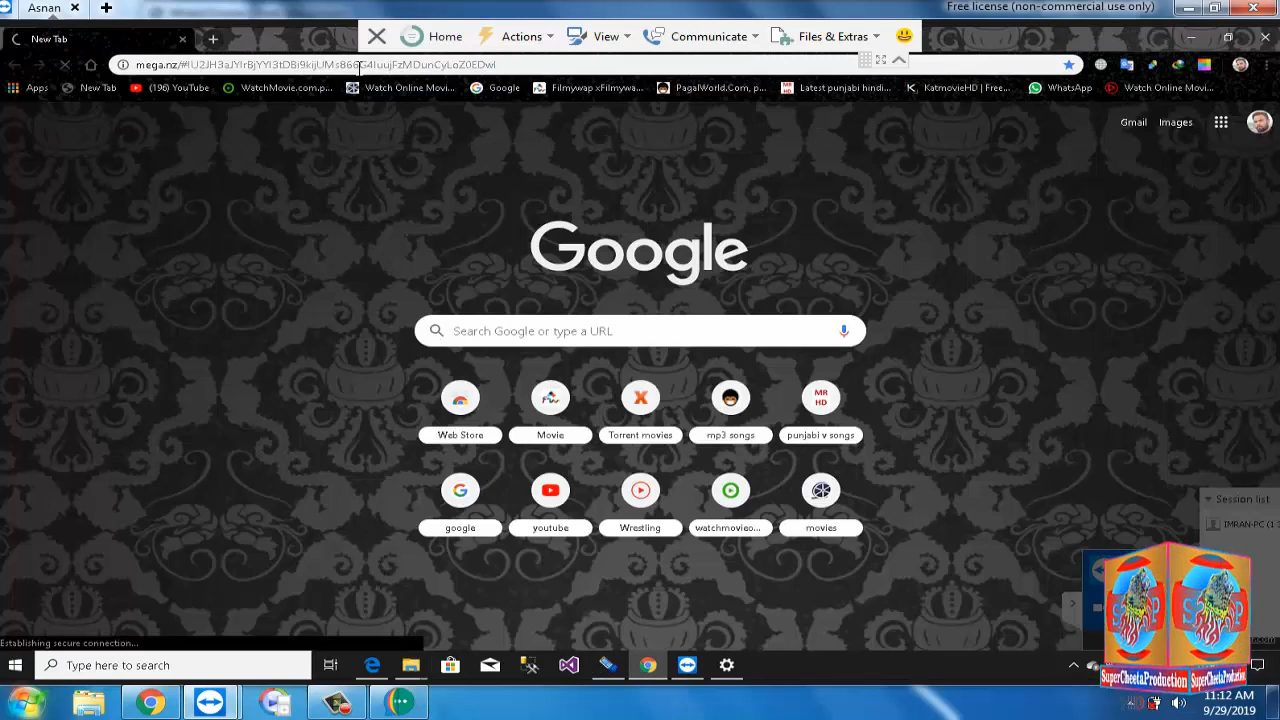 Asnan
Free license (non-commercial use only)
New Tab
Home
Actions
View
Communicate
Files & Extras
Apps
New Tab
(196) YouTube
WatchMovie.com.p...
Watch Online Movi...
Google
Filmywap xFilmywa...
PagalWorld.Com, p...
Latest punjabi hindi...
KatmovieHD | Free...
WhatsApp
Watch Online Movi...
Gmail
Images
Google
Search Google or type a URL
MR
HD
Web Store
Movie
Torrent movies
mp3 songs
punjabi v songs
google
youtube
Wrestling
watchmovieo...
movies
Session list
Establishing secure connection...
Type here to search
SuperCheetaProduction
SuperCheetaProduction
11:12 AM
9/29/2019